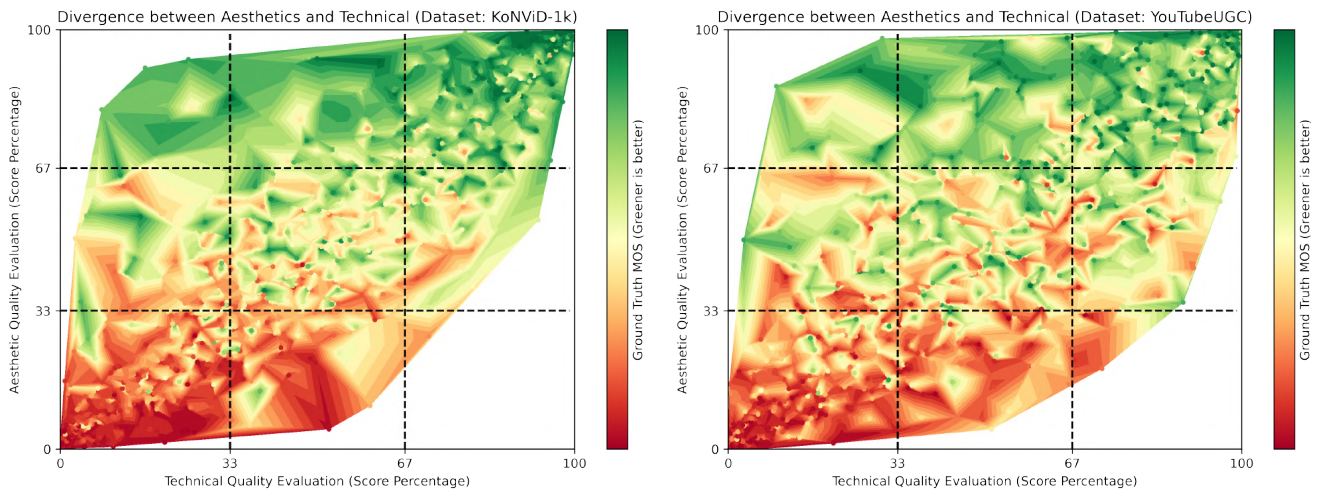 Divergence between Aesthetics and Technical (Dataset: KoNViD-1k)
100
67
33
0
Aesthetic Quality Evaluation (Score Percentage)
0 33 67 100
Technical Quality Evaluation (Score Percentage)
Ground Truth MOS (Greener is better)
Divergence between Aesthetics and Technical (Dataset: YouTubeUGC)
100
67
33
0
Aesthetic Quality Evaluation (Score Percentage)
0 33 67 100
Technical Quality Evaluation (Score Percentage)
Ground Truth MOS (Greener is better)